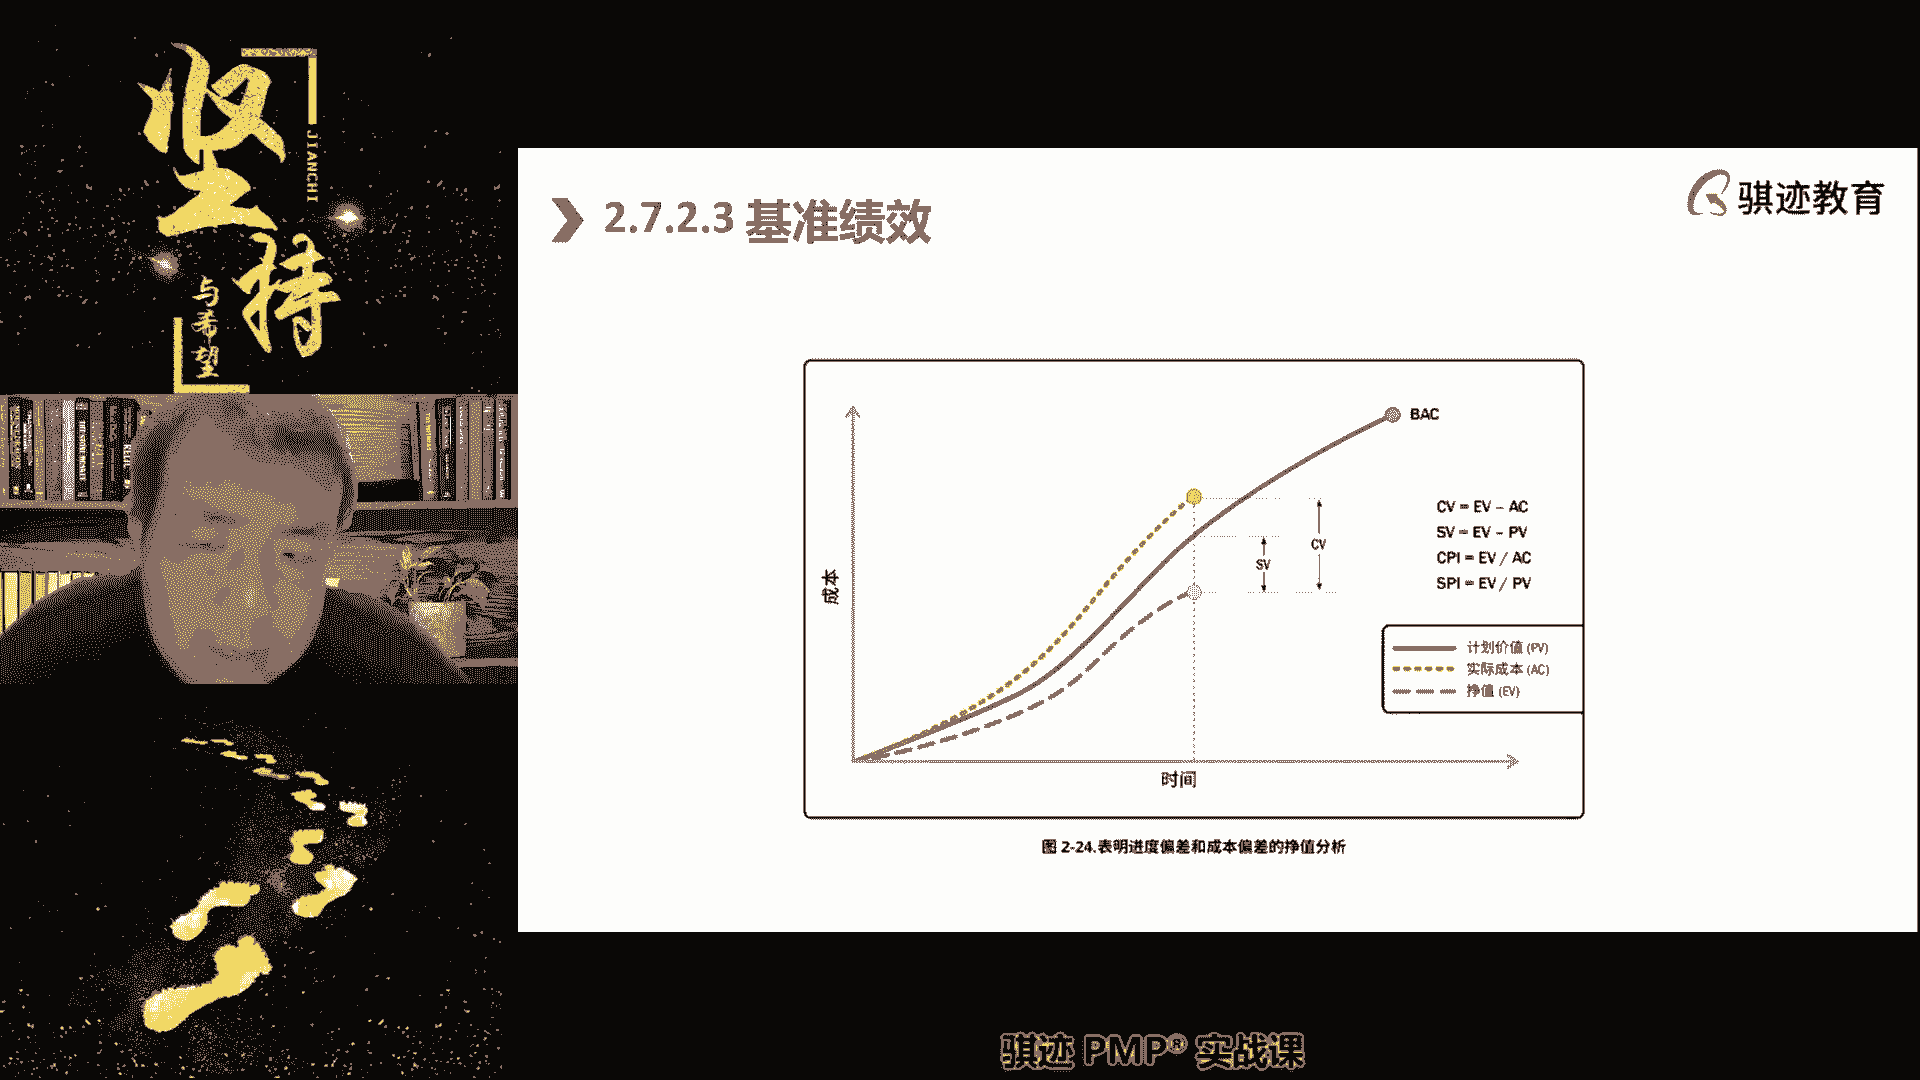 坚持
JIANCHI
与希望
2.7.2.3 基准绩效
骐迹教育
BAC
CV = EV – AC
SV = EV – PV
CPI = EV / AC
SPI = EV / PV
CV
SV
成本
计划价值 (PV)
实际成本 (AC)
挣值 (EV)
时间
图 2-24.表明进度偏差和成本偏差的挣值分析
骐迹 PMP® 实战课